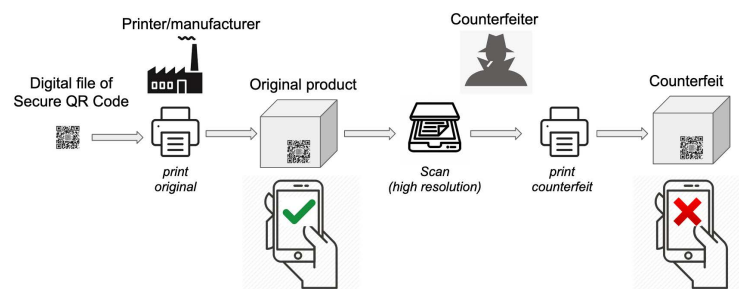 Printer/manufacturer
Counterfeiter
Digital file of
Secure QR Code
Original product
Counterfeit
print
original
Scan
(high resolution)
print
counterfeit